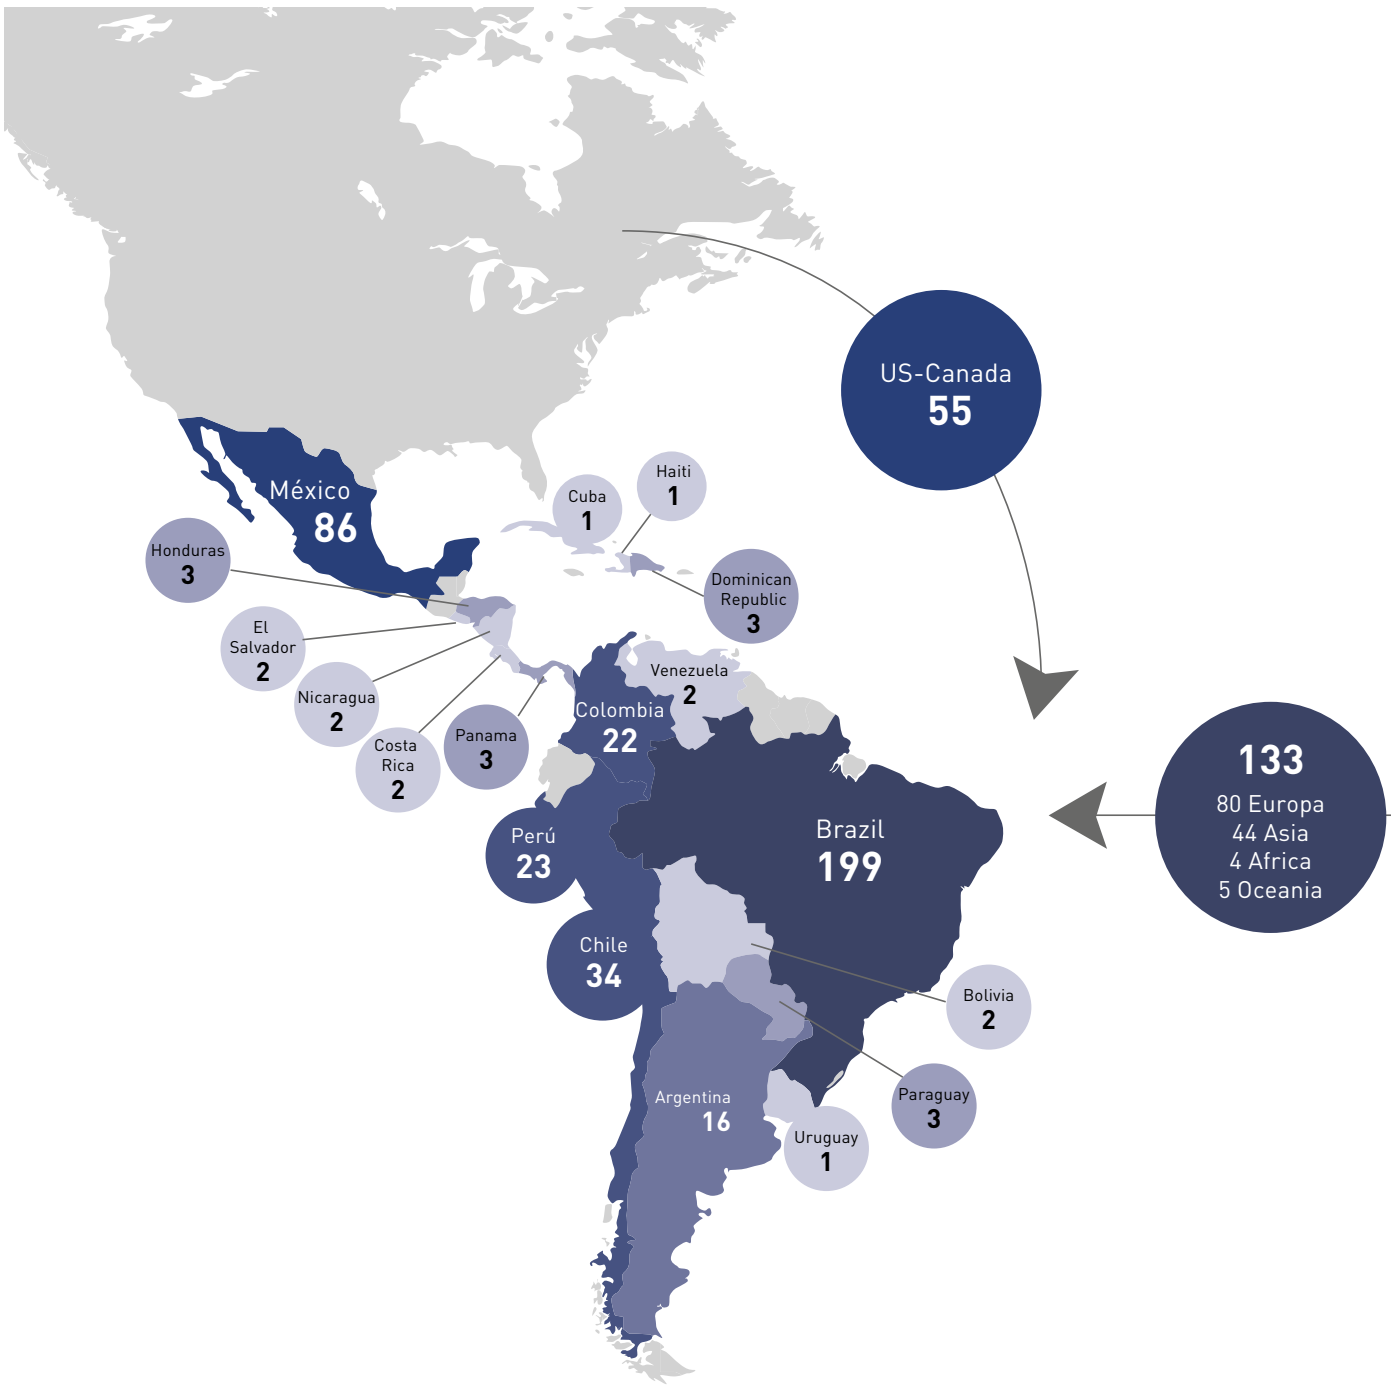 US-Canada
55
Haiti
1
Cuba
1
México
86
Honduras
3
Dominican
Republic
3
El
Salvador
2
Nicaragua
2
Costa
Rica
2
Panama
3
Venezuela
2
Colombia
22
133
80 Europa
44 Asia
4 Africa
5 Oceania
Perú
23
Brazil
199
Chile
34
Bolivia
2
Argentina
16
Paraguay
3
Uruguay
1